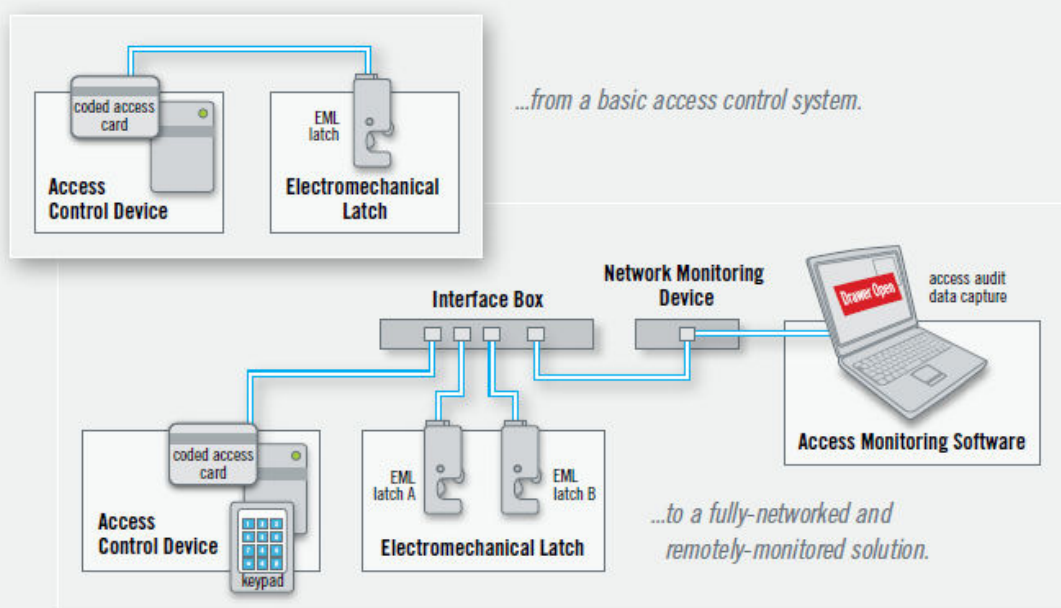 coded access
card
Access
Control Device
EML
latch
Electromechanical
Latch
...from a basic access control system.
Interface Box
Network Monitoring
Device
Drawer Open
access audit
data capture
Access Monitoring Software
coded access
card
Access
Control Device
keypad
EML
latch A
EML
latch B
Electromechanical Latch
...to a fully-networked and
remotely-monitored solution.